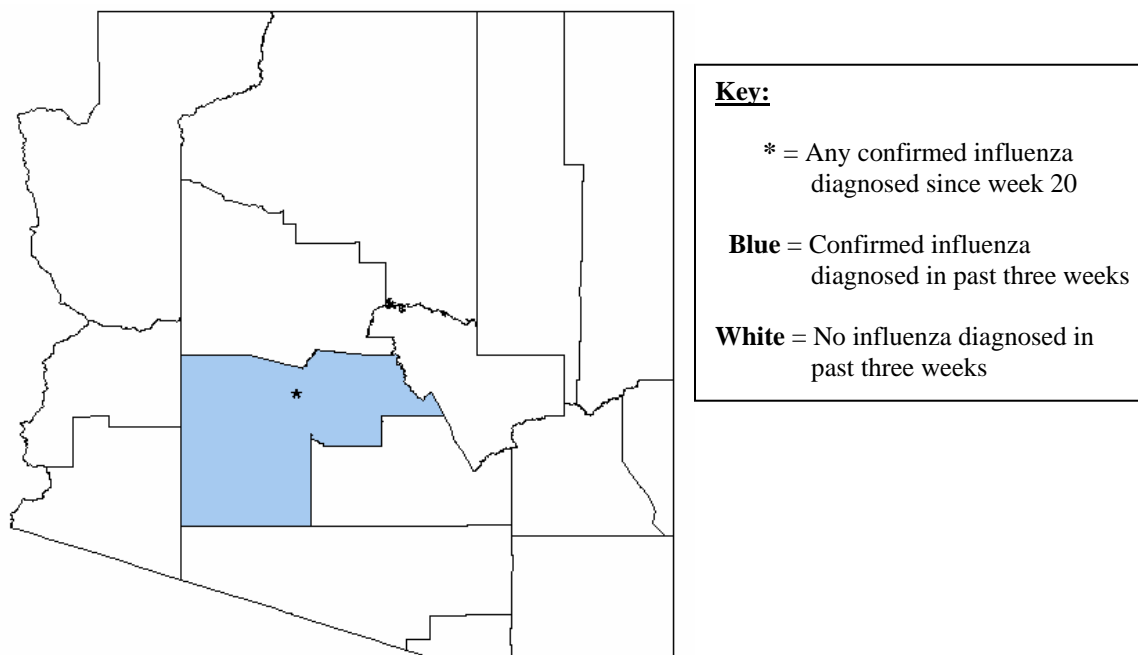 Key:
* = Any confirmed influenza
diagnosed since week 20
Blue = Confirmed influenza
diagnosed in past three weeks
White = No influenza diagnosed in
past three weeks
*